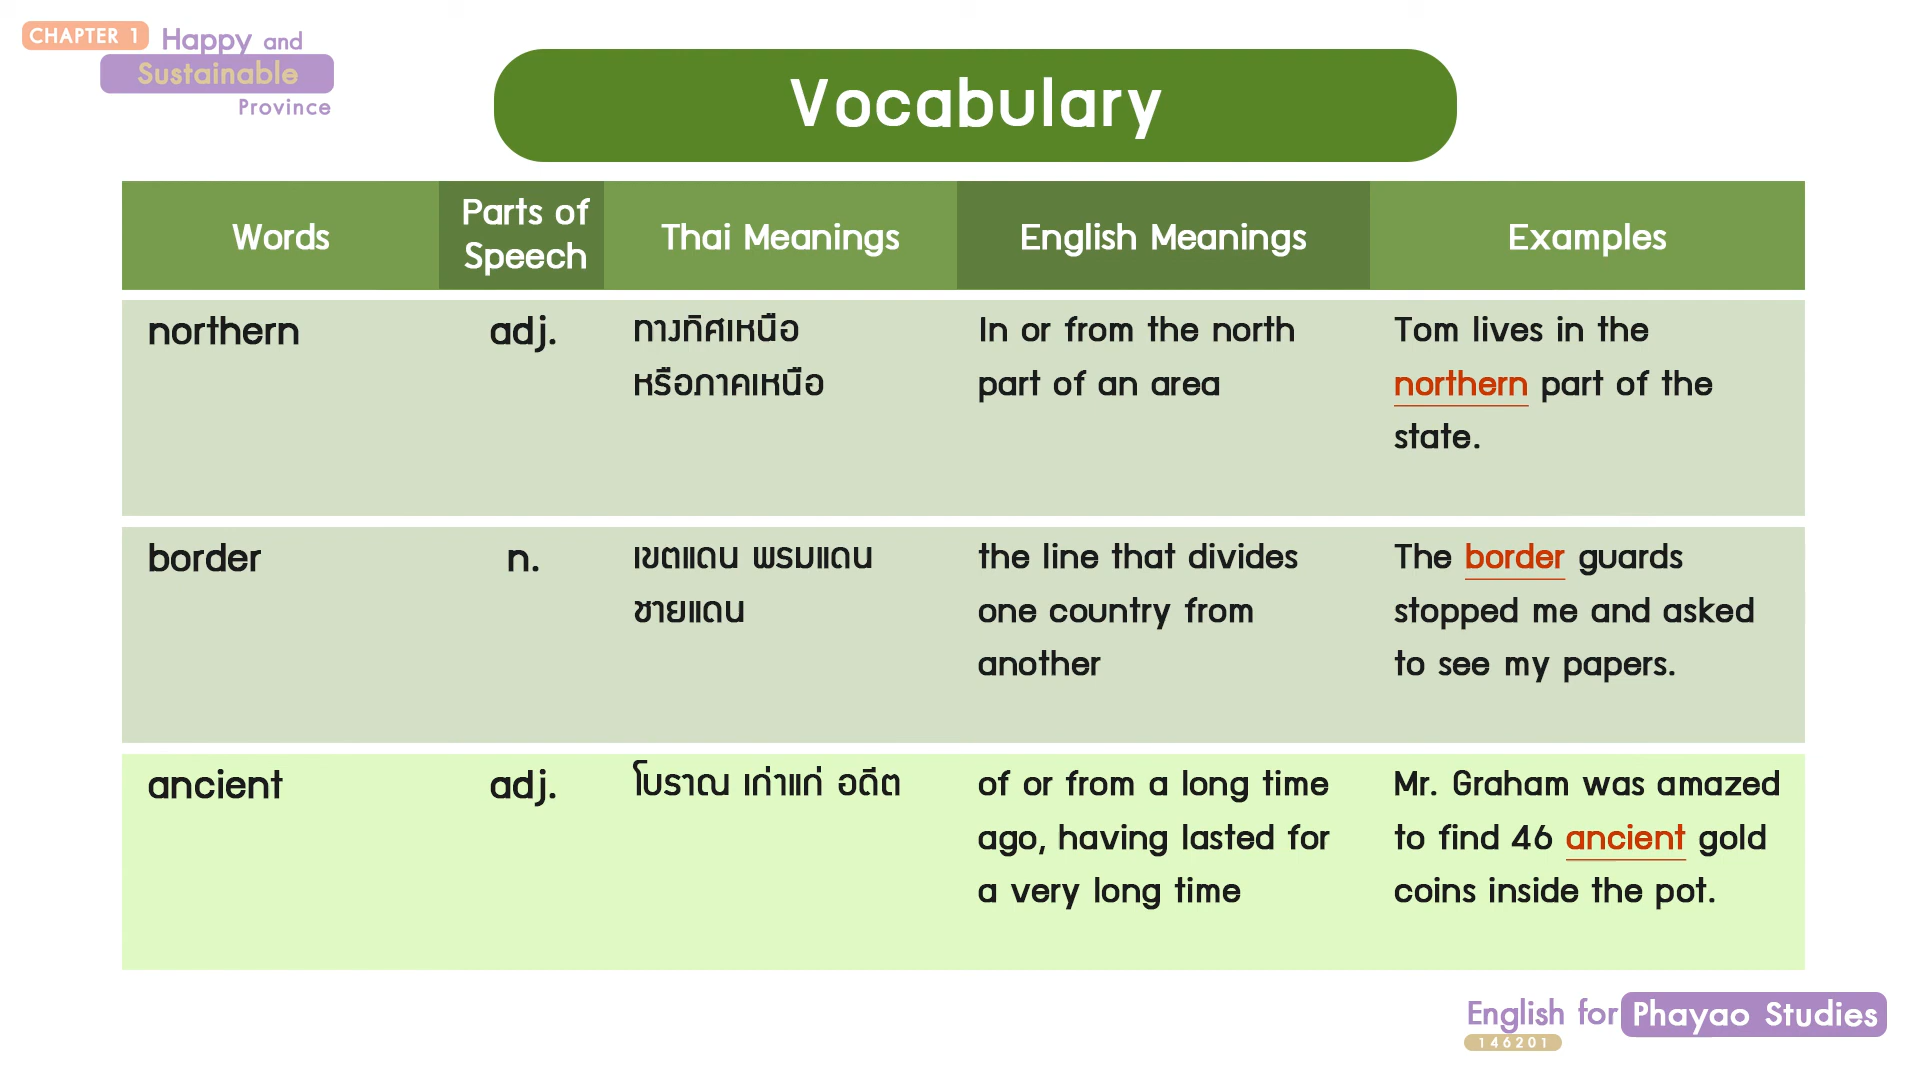 CHAPTER 1 Happy and
Sustainable
Province
Vocabulary
Words
Parts of
Speech
Thai Meanings
English Meanings
Examples
northern
adj.
ทางทิศเหนือ
หรือภาคเหนือ
In or from the north
part of an area
Tom lives in the
northern part of the
state.
border
n.
เขตแดน พรมแดน
ชายแดน
the line that divides
one country from
another
The border guards
stopped me and asked
to see my papers.
ancient
adj.
โบราณ เก่าแก่ อดีต
of or from a long time
ago, having lasted for
a very long time
Mr. Graham was amazed
to find 46 ancient gold
coins inside the pot.
English for Phayao Studies
146201